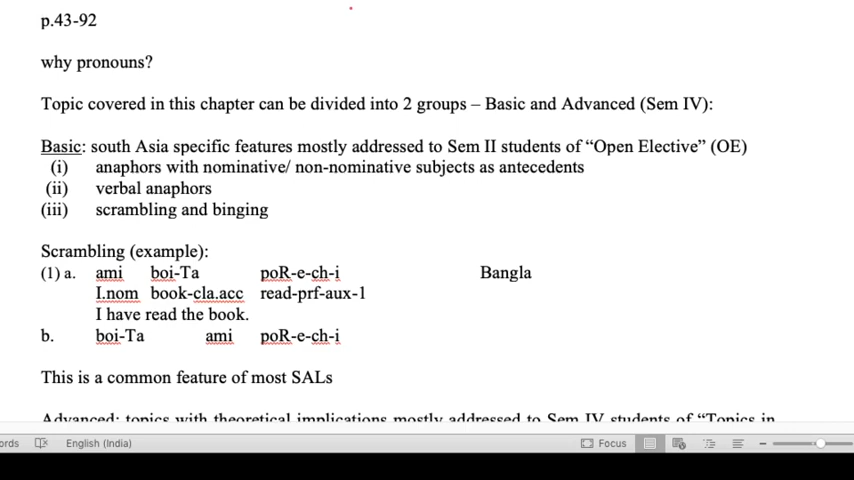 p.43-92
why pronouns?
Topic covered in this chapter can be divided into 2 groups – Basic and Advanced (Sem IV):
Basic: south Asia specific features mostly addressed to Sem II students of “Open Elective” (OE)
(i) anaphors with nominative/ non-nominative subjects as antecedents
(ii) verbal anaphors
(iii) scrambling and binging
Scrambling (example):
(1) a. ami boi-Ta poR-e-ch-i Bangla
I.nom book-cla.acc read-prf-aux-1
I have read the book.
b. boi-Ta ami poR-e-ch-i
This is a common feature of most SALs
Advanced: topics with theoretical implications mostly addressed to Sem IV students of “Topics in
ords English (India) Focus